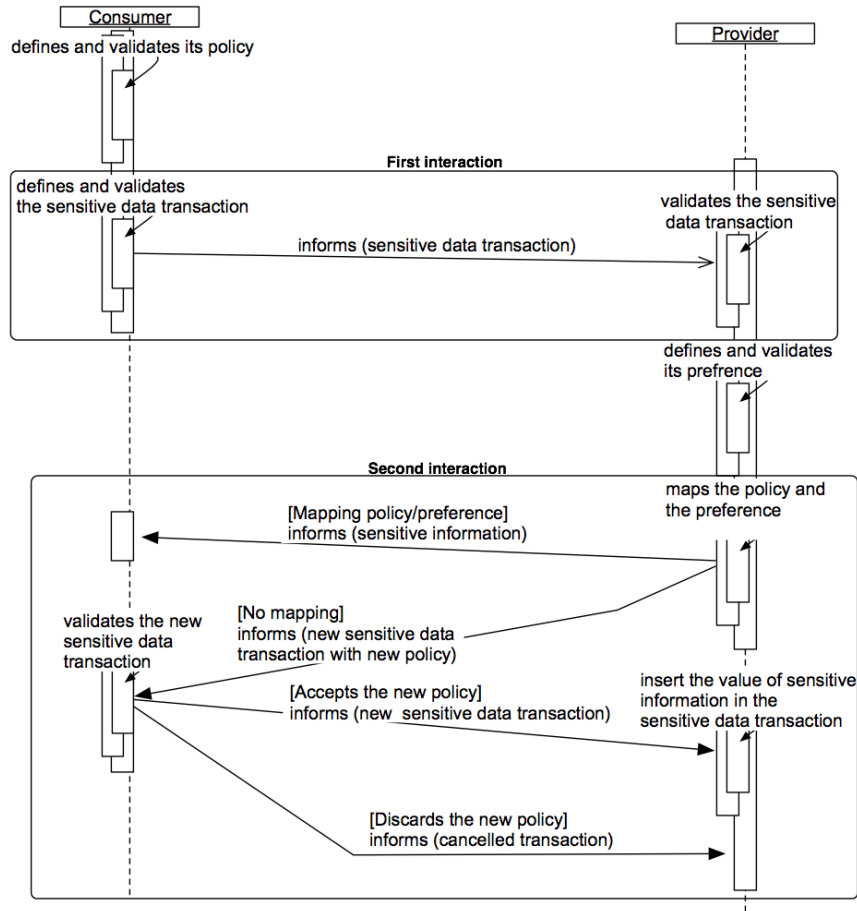 Consumer
Provider
defines and validates its policy
First interaction
defines and validates
the sensitive data transaction
validates the sensitive
data transaction
informs (sensitive data transaction)
defines and validates
its prefrence
Second interaction
maps the policy and
the preference
[Mapping policy/preference]
informs (sensitive information)
[No mapping]
informs (new sensitive data
transaction with new policy)
validates the new
sensitive data
transaction
[Accepts the new policy]
informs (new  sensitive data transaction)
insert the value of sensitive
information in the
sensitive data transaction
[Discards the new policy]
informs (cancelled transaction)